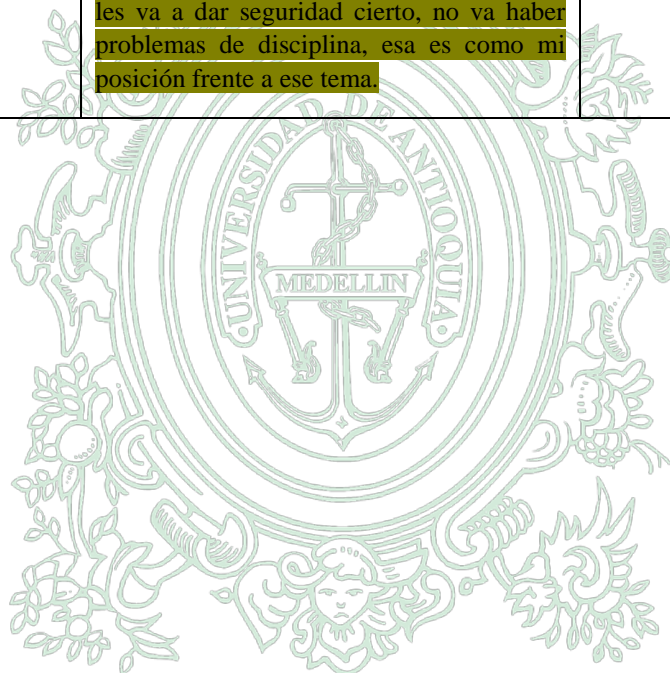 les va a dar seguridad cierto, no va haber
problemas de disciplina, esa es como mi
posición frente a ese tema.
UNIVERSIDAD DE ANTIOQUIA
MEDELLIN